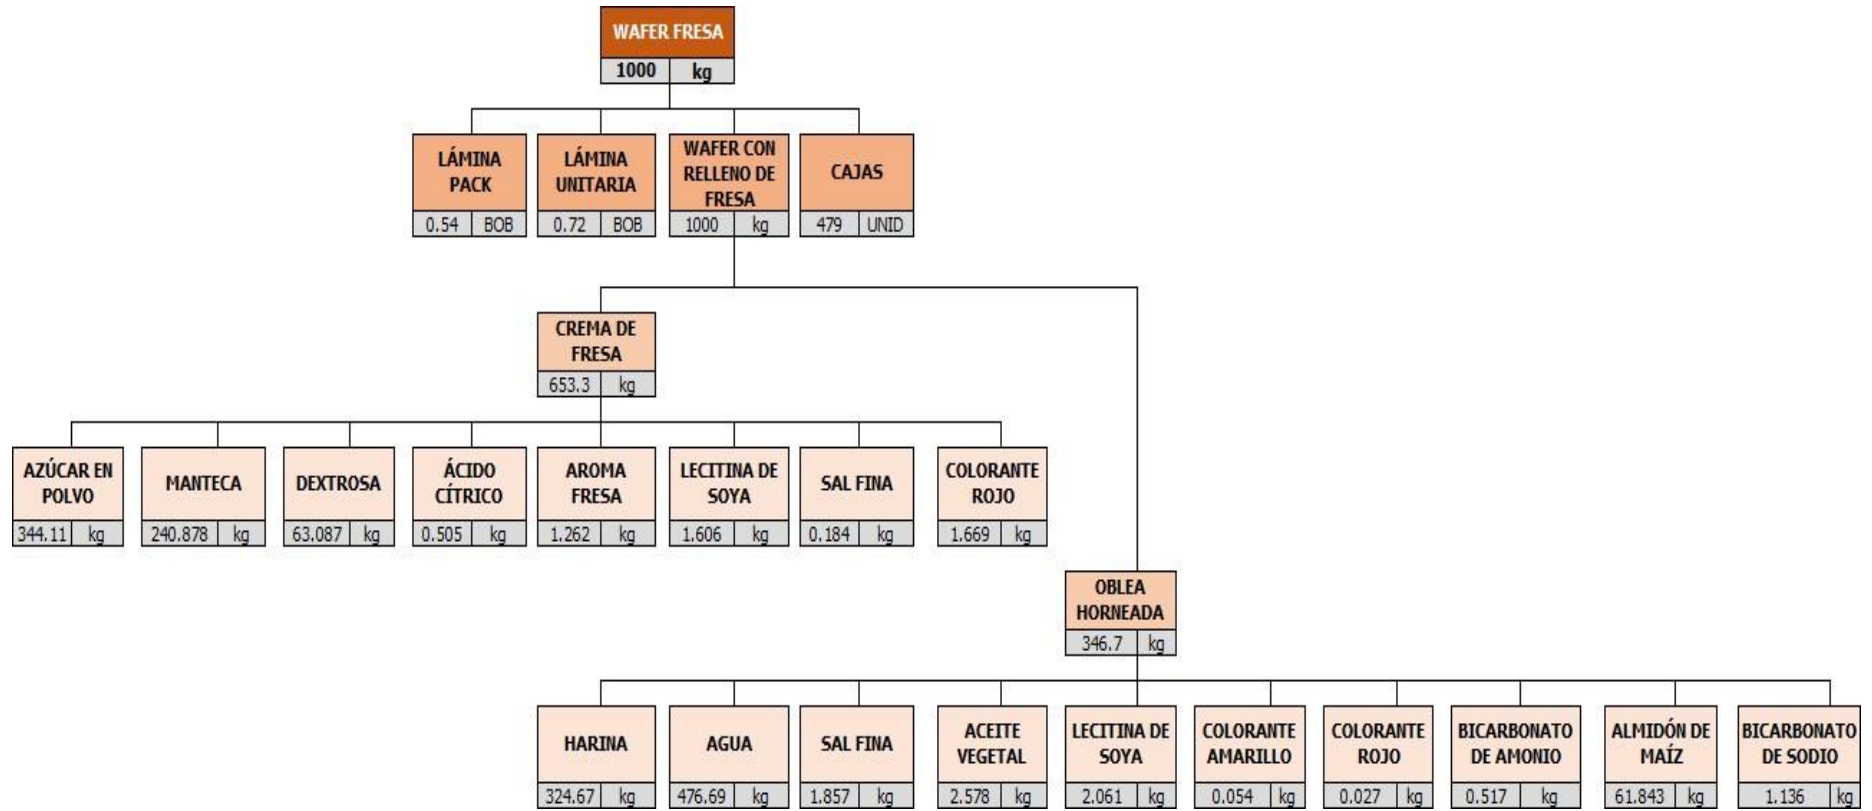 WAFER FRESA
1000 kg
LÁMINA
PACK
0.54 BOB
LÁMINA
UNITARIA
0.72 BOB
WAFER CON
RELLENO DE
FRESA
1000 kg
CAJAS
479 UNID
CREMA DE
FRESA
653.3 kg
AZÚCAR EN
POLVO
344.11 kg
MANTECA
240.878 kg
DEXTROSA
63.087 kg
ÁCIDO
CÍTRICO
0.505 kg
AROMA
FRESA
1.262 kg
LECITINA DE
SOYA
1.606 kg
SAL FINA
0.184 kg
COLORANTE
ROJO
1.669 kg
OBLEA
HORNEADA
346.7 kg
HARINA
324.67 kg
AGUA
476.69 kg
SAL FINA
1.857 kg
ACEITE
VEGETAL
2.578 kg
LECITINA DE
SOYA
2.061 kg
COLORANTE
AMARILLO
0.054 kg
COLORANTE
ROJO
0.027 kg
BICARBONATO
DE AMONIO
0.517 kg
ALMIDÓN DE
MAÍZ
61.843 kg
BICARBONATO
DE SODIO
1.136 kg